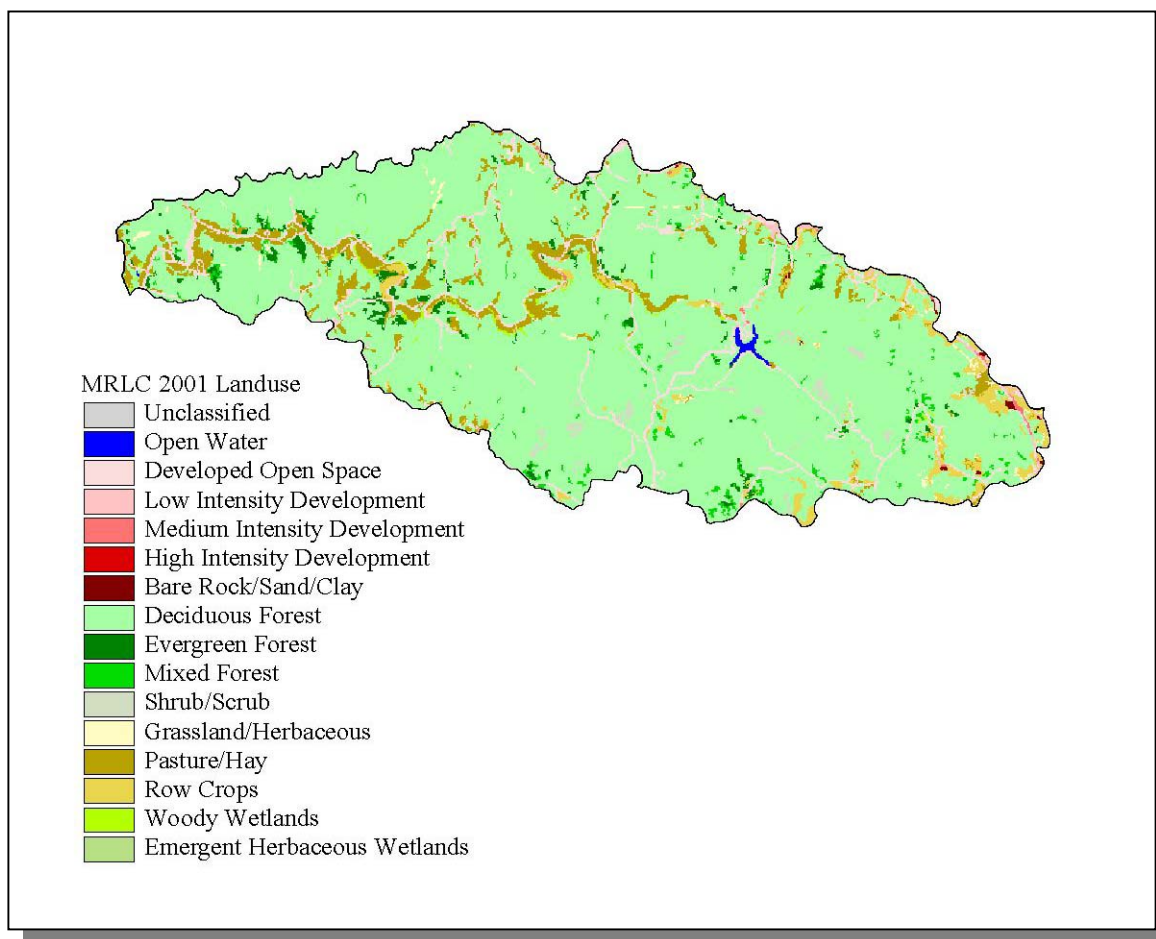 MRLC 2001 Landuse
Unclassified
Open Water
Developed Open Space
Low Intensity Development
Medium Intensity Development
High Intensity Development
Bare Rock/Sand/Clay
Deciduous Forest
Evergreen Forest
Mixed Forest
Shrub/Scrub
Grassland/Herbaceous
Pasture/Hay
Row Crops
Woody Wetlands
Emergent Herbaceous Wetlands